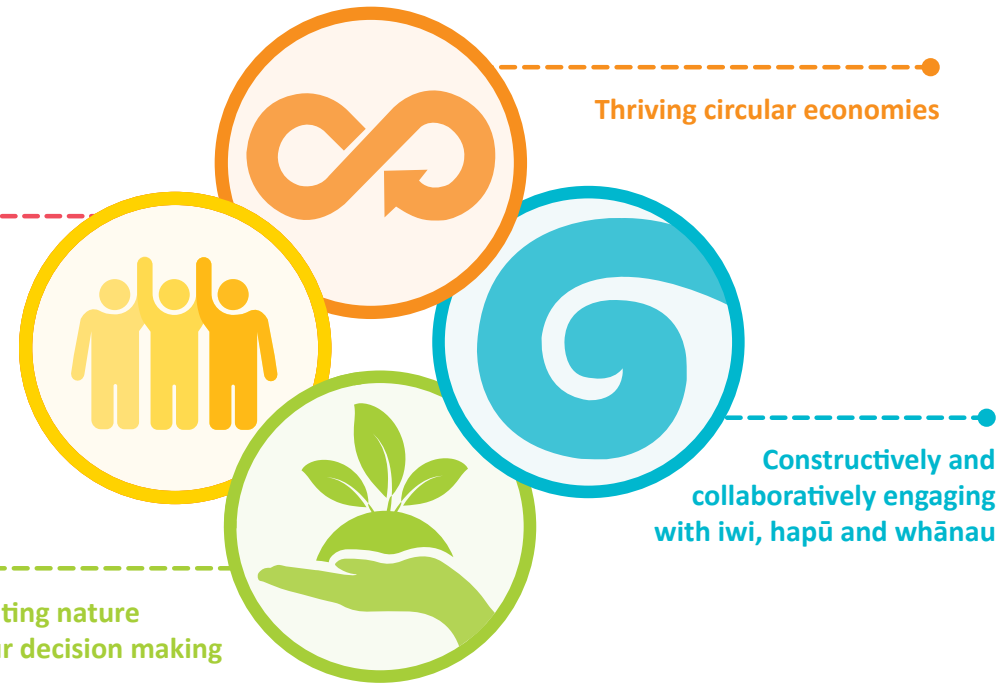 Thriving circular economies
Constructively and
collaboratively engaging
with iwi, hapū and whānau
ting nature
r decision making